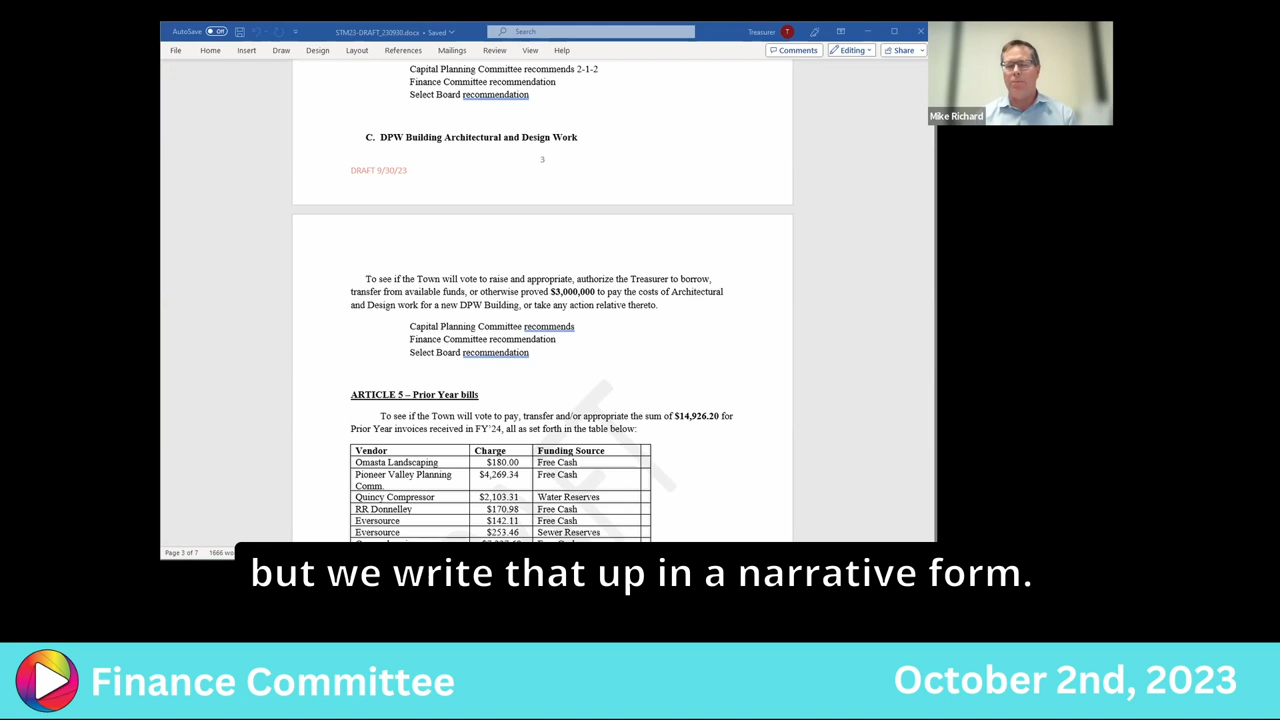 AutoSave Off
STM23-DRAFT_230930.docx • Saved
Search
Treasurer T
File Home Insert Draw Design Layout References Mailings Review View Help
Comments Editing Share
Mike Richard
Capital Planning Committee recommends 2-1-2
Finance Committee recommendation
Select Board recommendation
C. DPW Building Architectural and Design Work
3
DRAFT 9/30/23
To see if the Town will vote to raise and appropriate, authorize the Treasurer to borrow,
transfer from available funds, or otherwise proved $3,000,000 to pay the costs of Architectural
and Design work for a new DPW Building, or take any action relative thereto.
Capital Planning Committee recommends
Finance Committee recommendation
Select Board recommendation
ARTICLE 5 – Prior Year bills
To see if the Town will vote to pay, transfer and/or appropriate the sum of $14,926.20 for
Prior Year invoices received in FY'24, all as set forth in the table below:
Vendor Charge Funding Source
Omasta Landscaping $180.00 Free Cash
Pioneer Valley Planning $4,269.34 Free Cash
Comm.
Quincy Compressor $2,103.31 Water Reserves
RR Donnelley $170.98 Free Cash
Eversource $142.11 Free Cash
Eversource $253.46 Sewer Reserves
Page 3 of 7 1666 wo
but we write that up in a narrative form.
Finance Committee
October 2nd, 2023